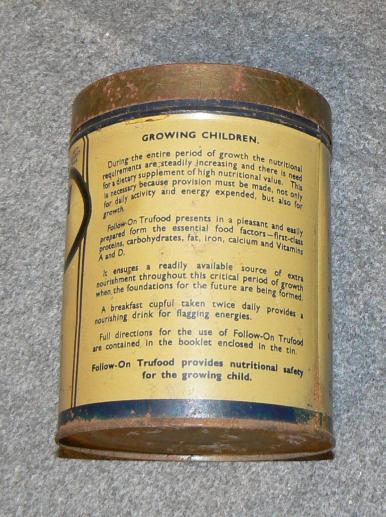 GROWING CHILDREN.
During the entire period of growth the nutritional
requirements are steadily increasing and there is need
for a dietary supplement of high nutritional value. This
is necessary because provision must be made, not only
for daily activity and energy expended, but also for
growth.
Follow-On Trufood presents in a pleasant and easily
prepared form the essential food factors—first-class
proteins, carbohydrates, fat, iron, calcium and Vitamins
A and D.
It ensures a readily available source of extra
nourishment throughout this critical period of growth
when the foundations for the future are being formed.
A breakfast cupful taken twice daily provides a
nourishing drink for flagging energies.
Full directions for the use of Follow-On Trufood
are contained in the booklet enclosed in the tin.
Follow-On Trufood provides nutritional safety
for the growing child.